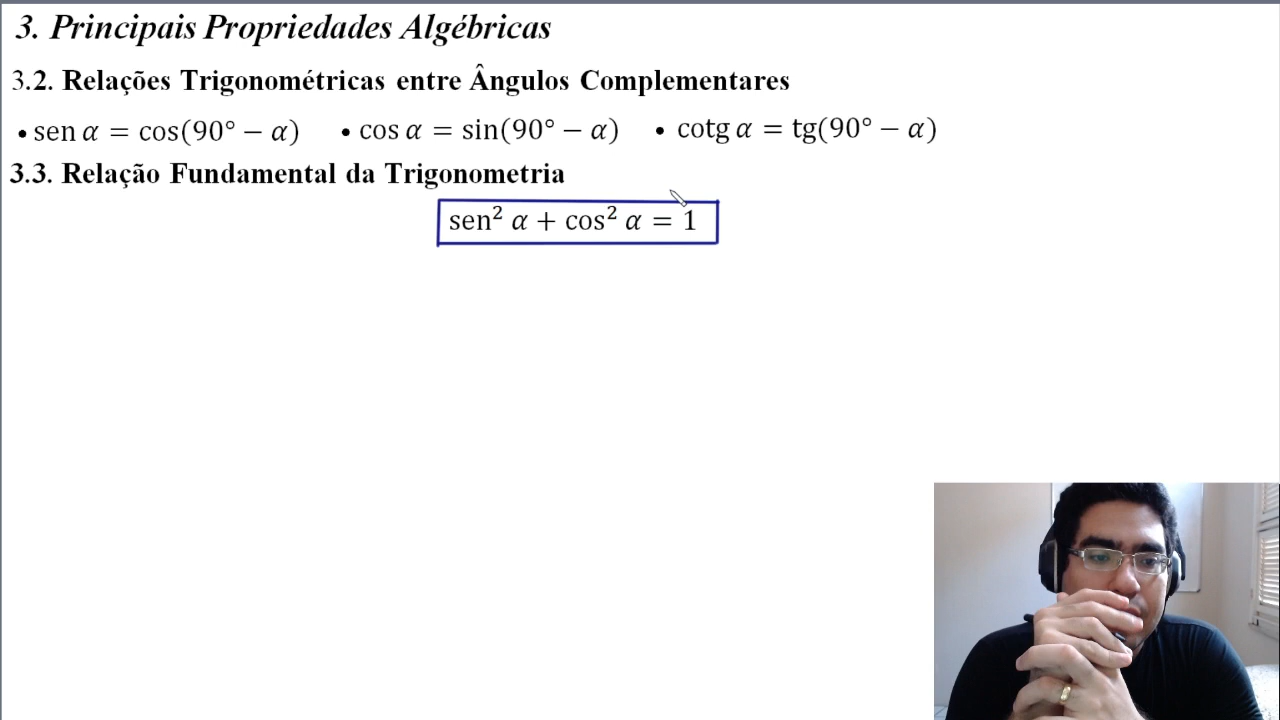 3. Principais Propriedades Algébricas
3.2. Relações Trigonométricas entre Ângulos Complementares
• sen α = cos(90° − α) • cos α = sin(90° − α) • cotg α = tg(90° − α)
3.3. Relação Fundamental da Trigonometria
sen² α + cos² α = 1